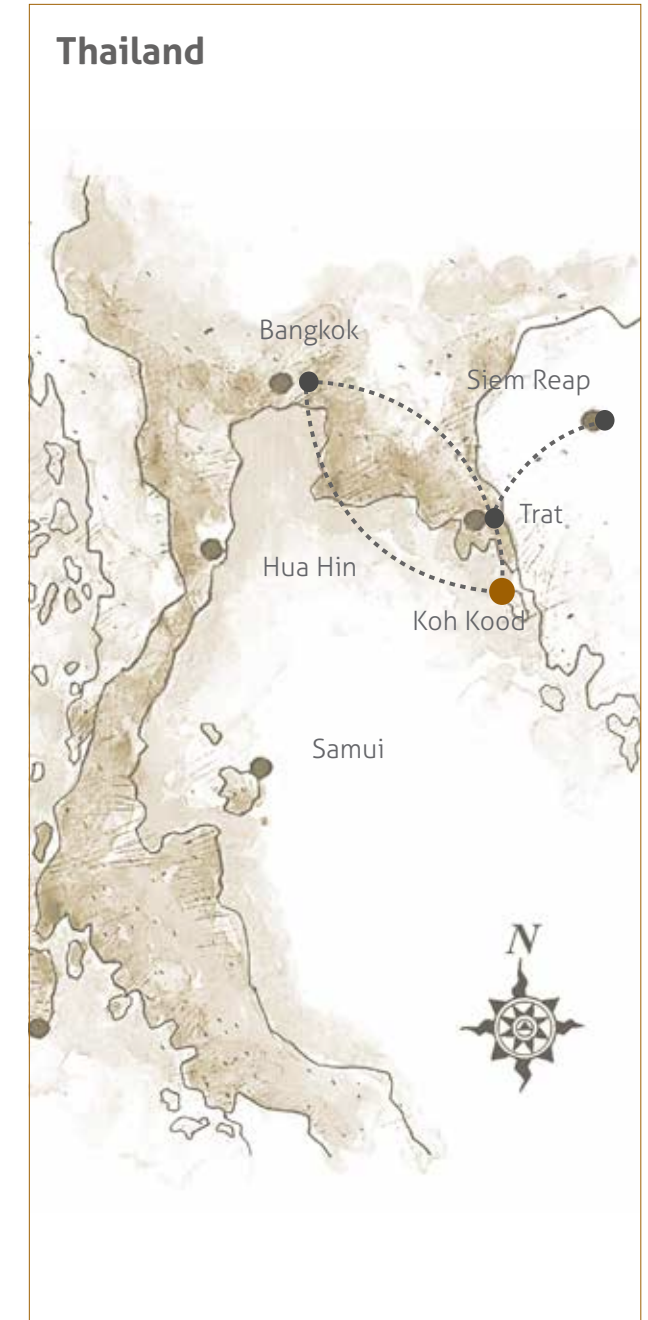 Thailand
Bangkok
Siem Reap
Trat
Hua Hin
Koh Kood
Samui
N